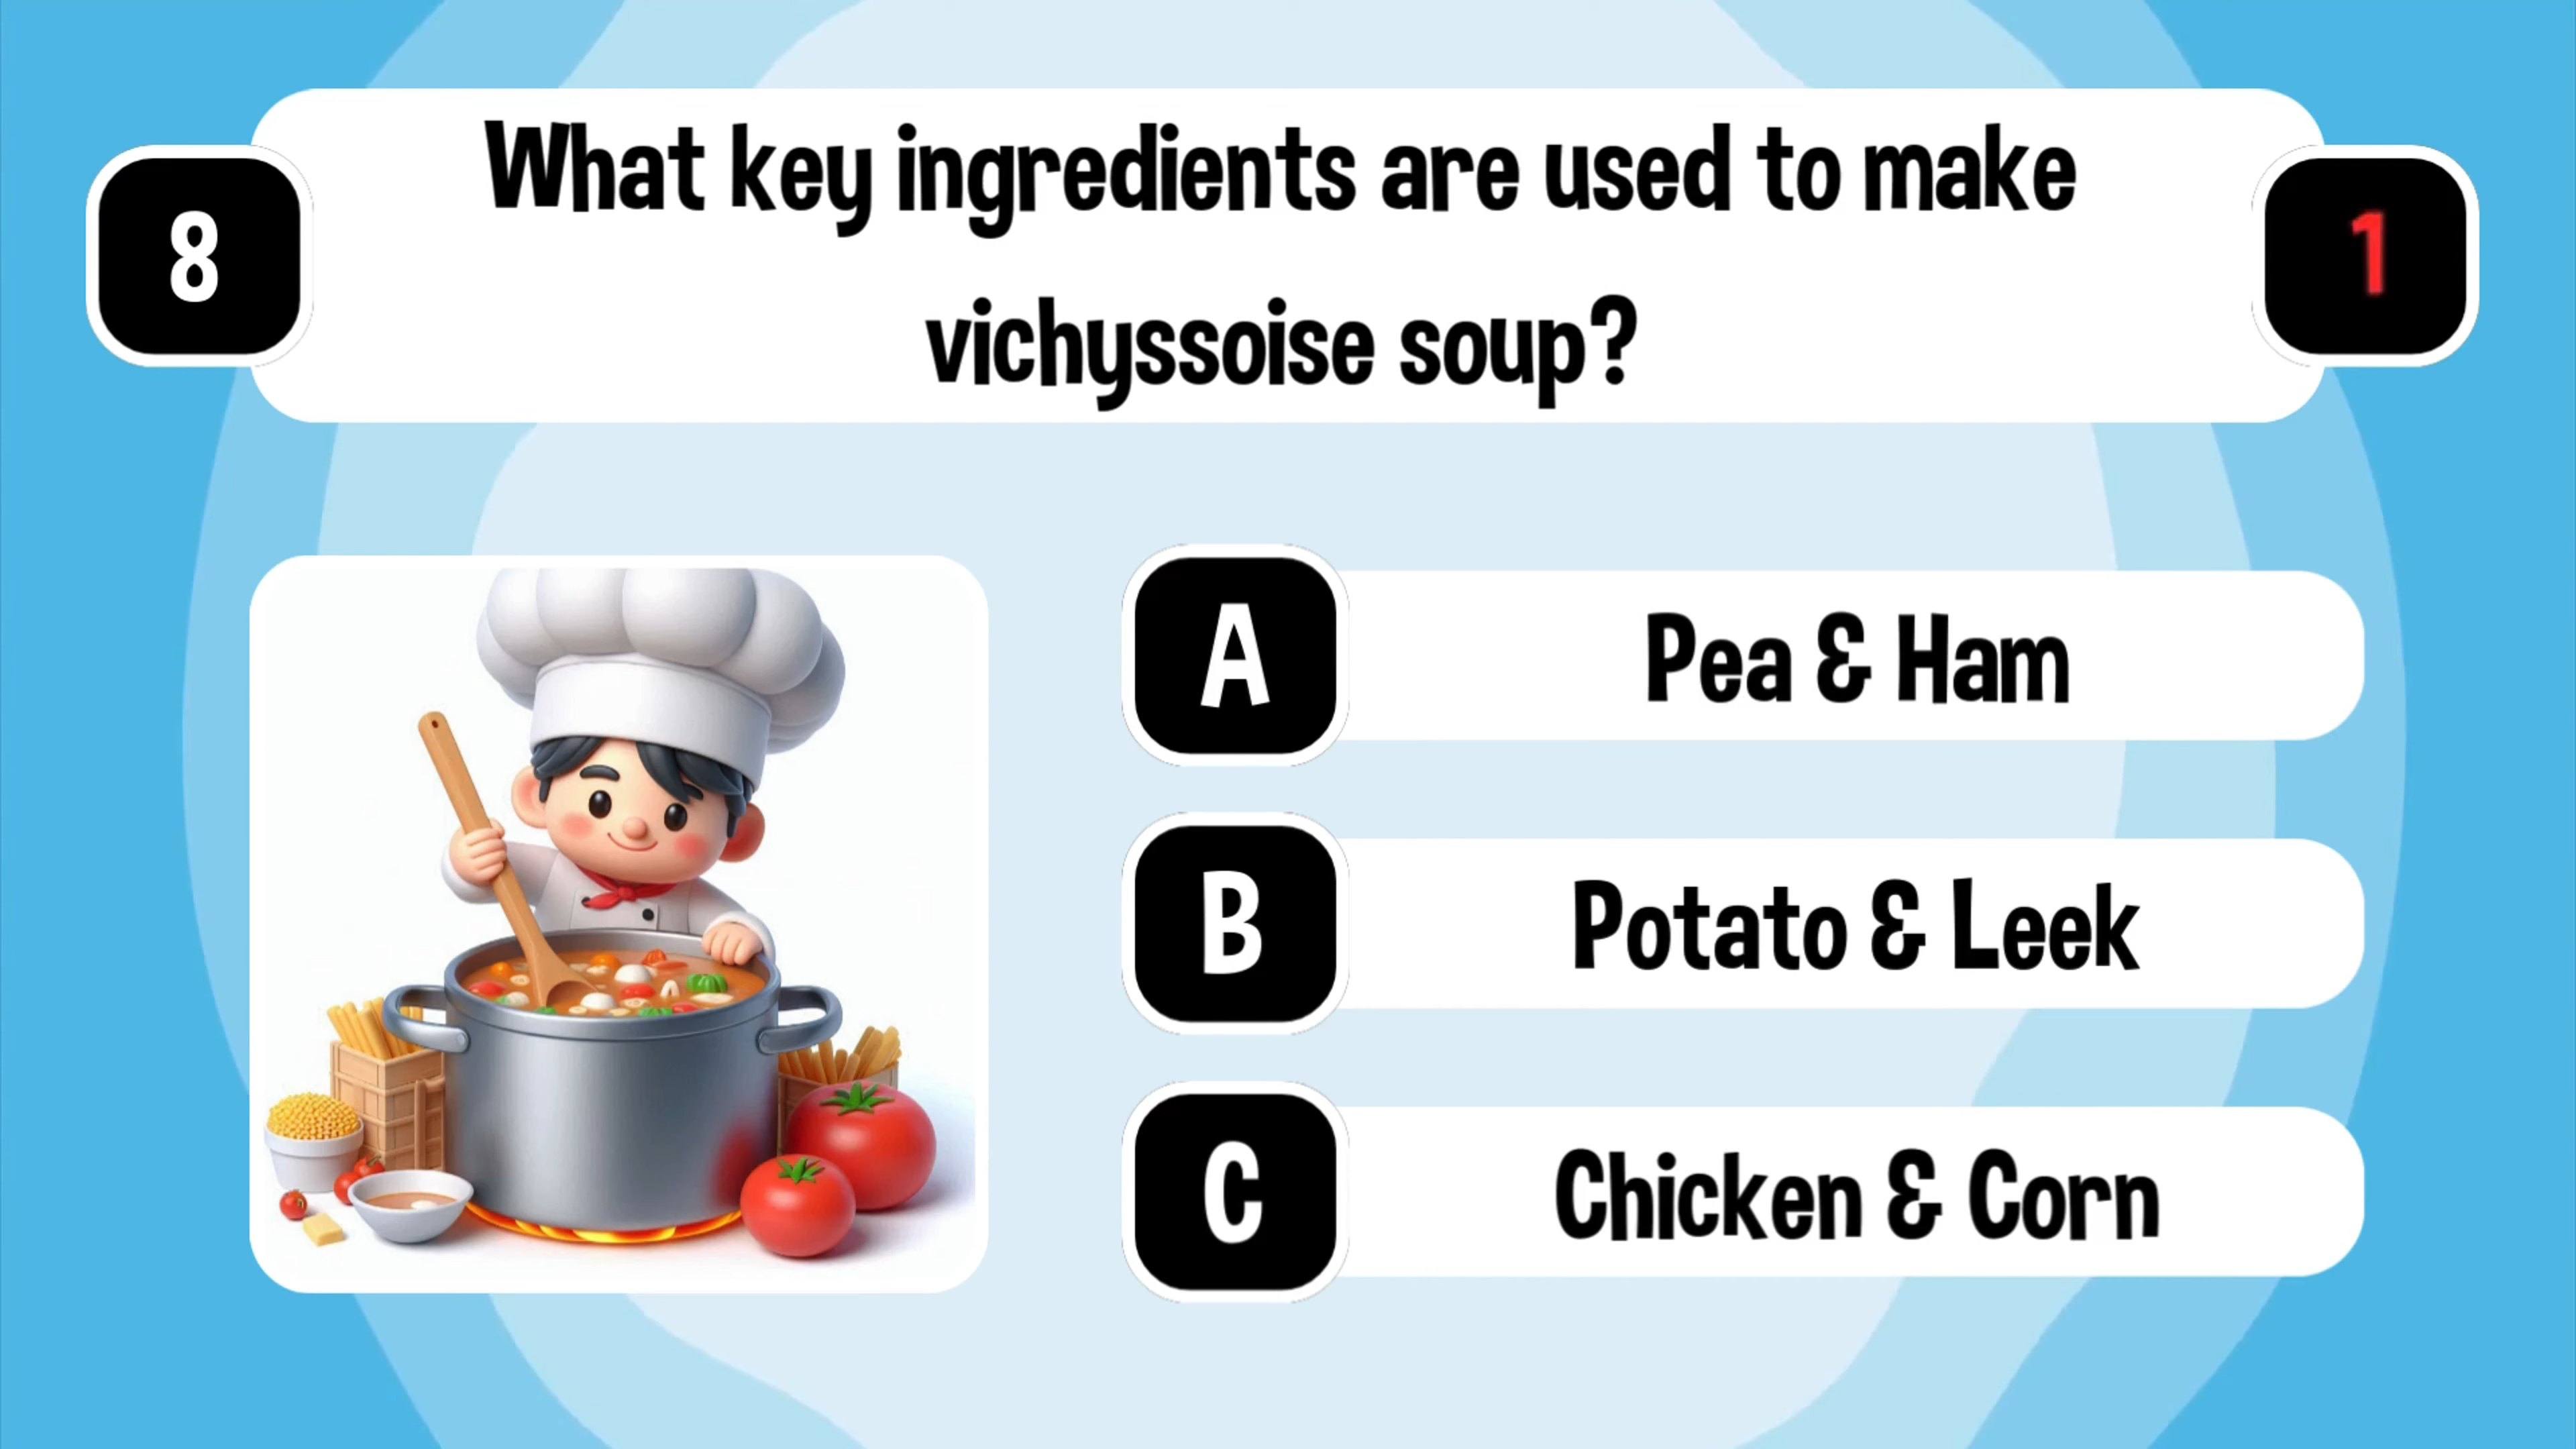 8
What key ingredients are used to make
vichyssoise soup?
1
A
Pea & Ham
B
Potato & Leek
C
Chicken & Corn